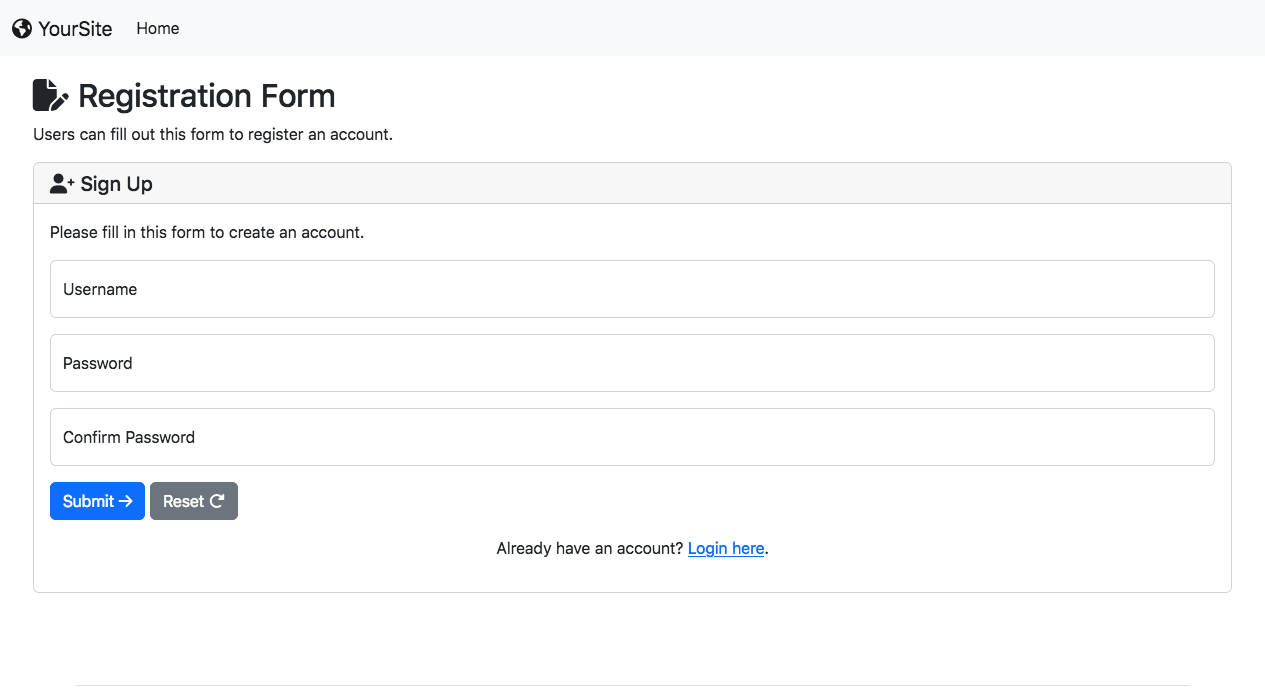 YourSite Home
Registration Form
Users can fill out this form to register an account.
Sign Up
Please fill in this form to create an account.
Username
Password
Confirm Password
Submit Reset
Already have an account? Login here.